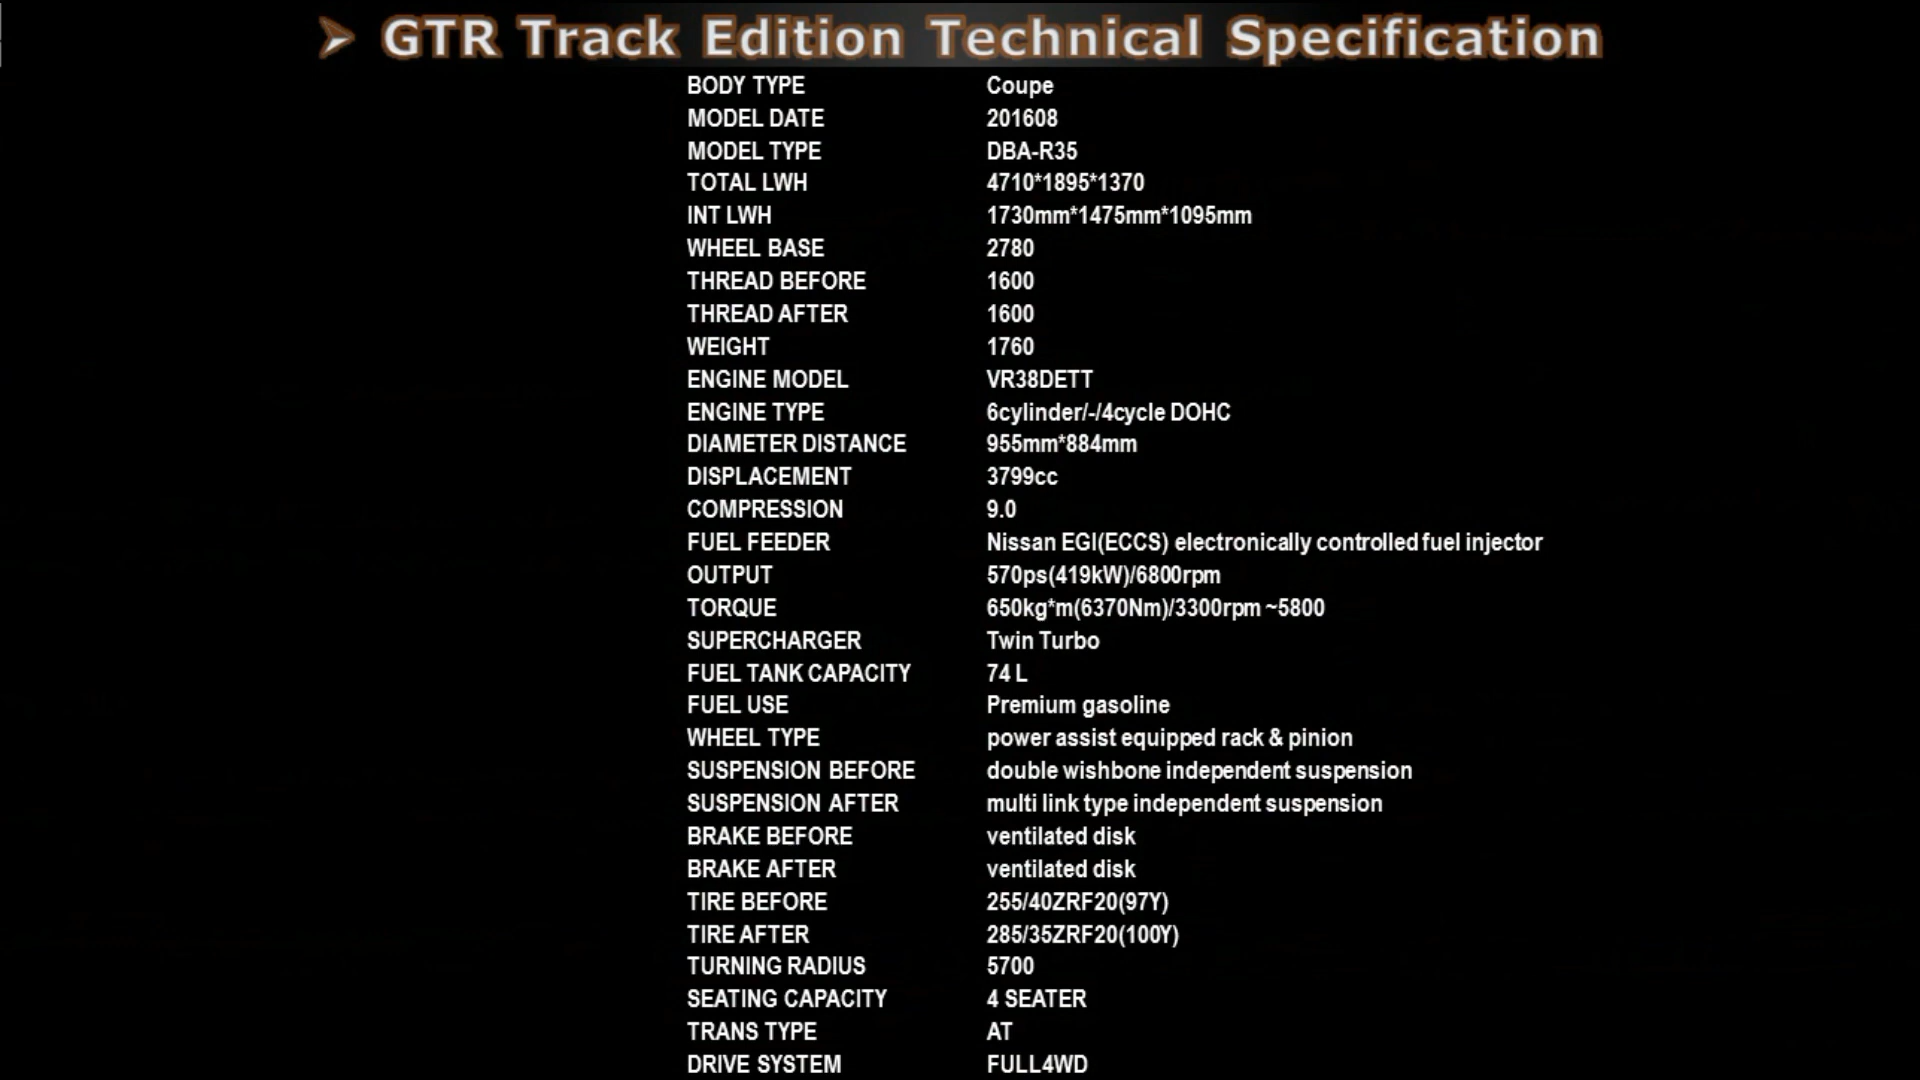 ➤ GTR Track Edition Technical Specification
BODY TYPE Coupe
MODEL DATE 201608
MODEL TYPE DBA-R35
TOTAL LWH 4710*1895*1370
INT LWH 1730mm*1475mm*1095mm
WHEEL BASE 2780
THREAD BEFORE 1600
THREAD AFTER 1600
WEIGHT 1760
ENGINE MODEL VR38DETT
ENGINE TYPE 6cylinder/-/4cycle DOHC
DIAMETER DISTANCE 955mm*884mm
DISPLACEMENT 3799cc
COMPRESSION 9.0
FUEL FEEDER Nissan EGI(ECCS) electronically controlled fuel injector
OUTPUT 570ps(419kW)/6800rpm
TORQUE 650kg*m(6370Nm)/3300rpm ~5800
SUPERCHARGER Twin Turbo
FUEL TANK CAPACITY 74 L
FUEL USE Premium gasoline
WHEEL TYPE power assist equipped rack & pinion
SUSPENSION BEFORE double wishbone independent suspension
SUSPENSION AFTER multi link type independent suspension
BRAKE BEFORE ventilated disk
BRAKE AFTER ventilated disk
TIRE BEFORE 255/40ZRF20(97Y)
TIRE AFTER 285/35ZRF20(100Y)
TURNING RADIUS 5700
SEATING CAPACITY 4 SEATER
TRANS TYPE AT
DRIVE SYSTEM FULL4WD